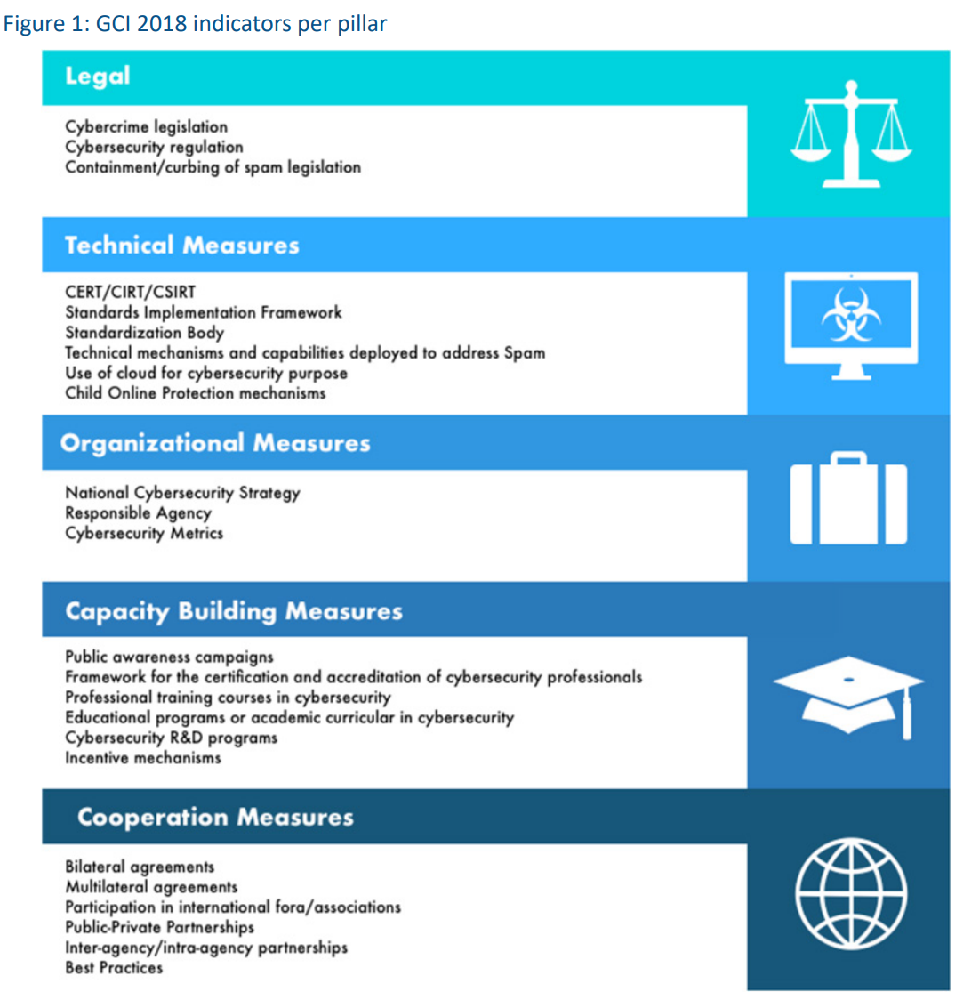 Figure 1: GCI 2018 indicators per pillar
Legal
Cybercrime legislation
Cybersecurity regulation
Containment/curbing of spam legislation
Technical Measures
CERT/CIRT/CSIRT
Standards Implementation Framework
Standardization Body
Technical mechanisms and capabilities deployed to address Spam
Use of cloud for cybersecurity purpose
Child Online Protection mechanisms
Organizational Measures
National Cybersecurity Strategy
Responsible Agency
Cybersecurity Metrics
Capacity Building Measures
Public awareness campaigns
Framework for the certification and accreditation of cybersecurity professionals
Professional training courses in cybersecurity
Educational programs or academic curricular in cybersecurity
Cybersecurity R&D programs
Incentive mechanisms
Cooperation Measures
Bilateral agreements
Multilateral agreements
Participation in international fora/associations
Public-Private Partnerships
Inter-agency/intra-agency partnerships
Best Practices